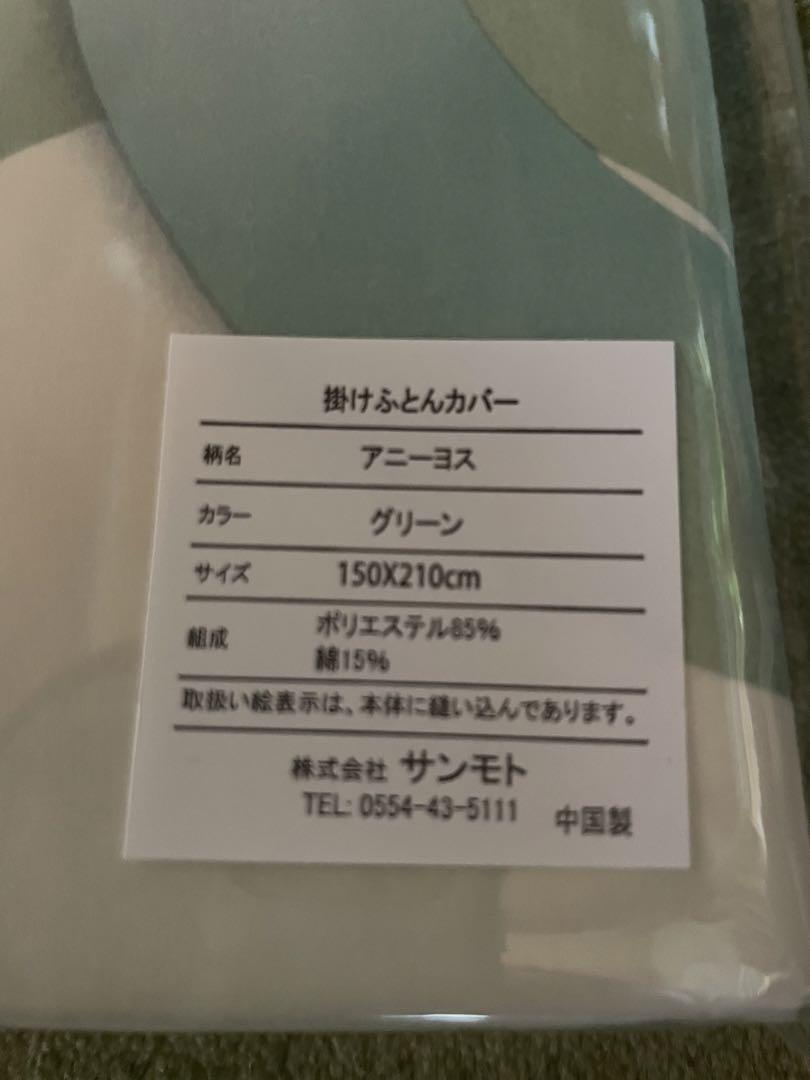 掛けふとんカバー
柄名 アニーヨス
カラー グリーン
サイズ 150X210cm
組成 ポリエステル85%
綿15%
取扱い絵表示は、本体に縫い込んであります。
株式会社 サンモト
TEL: 0554-43-5111 中国製